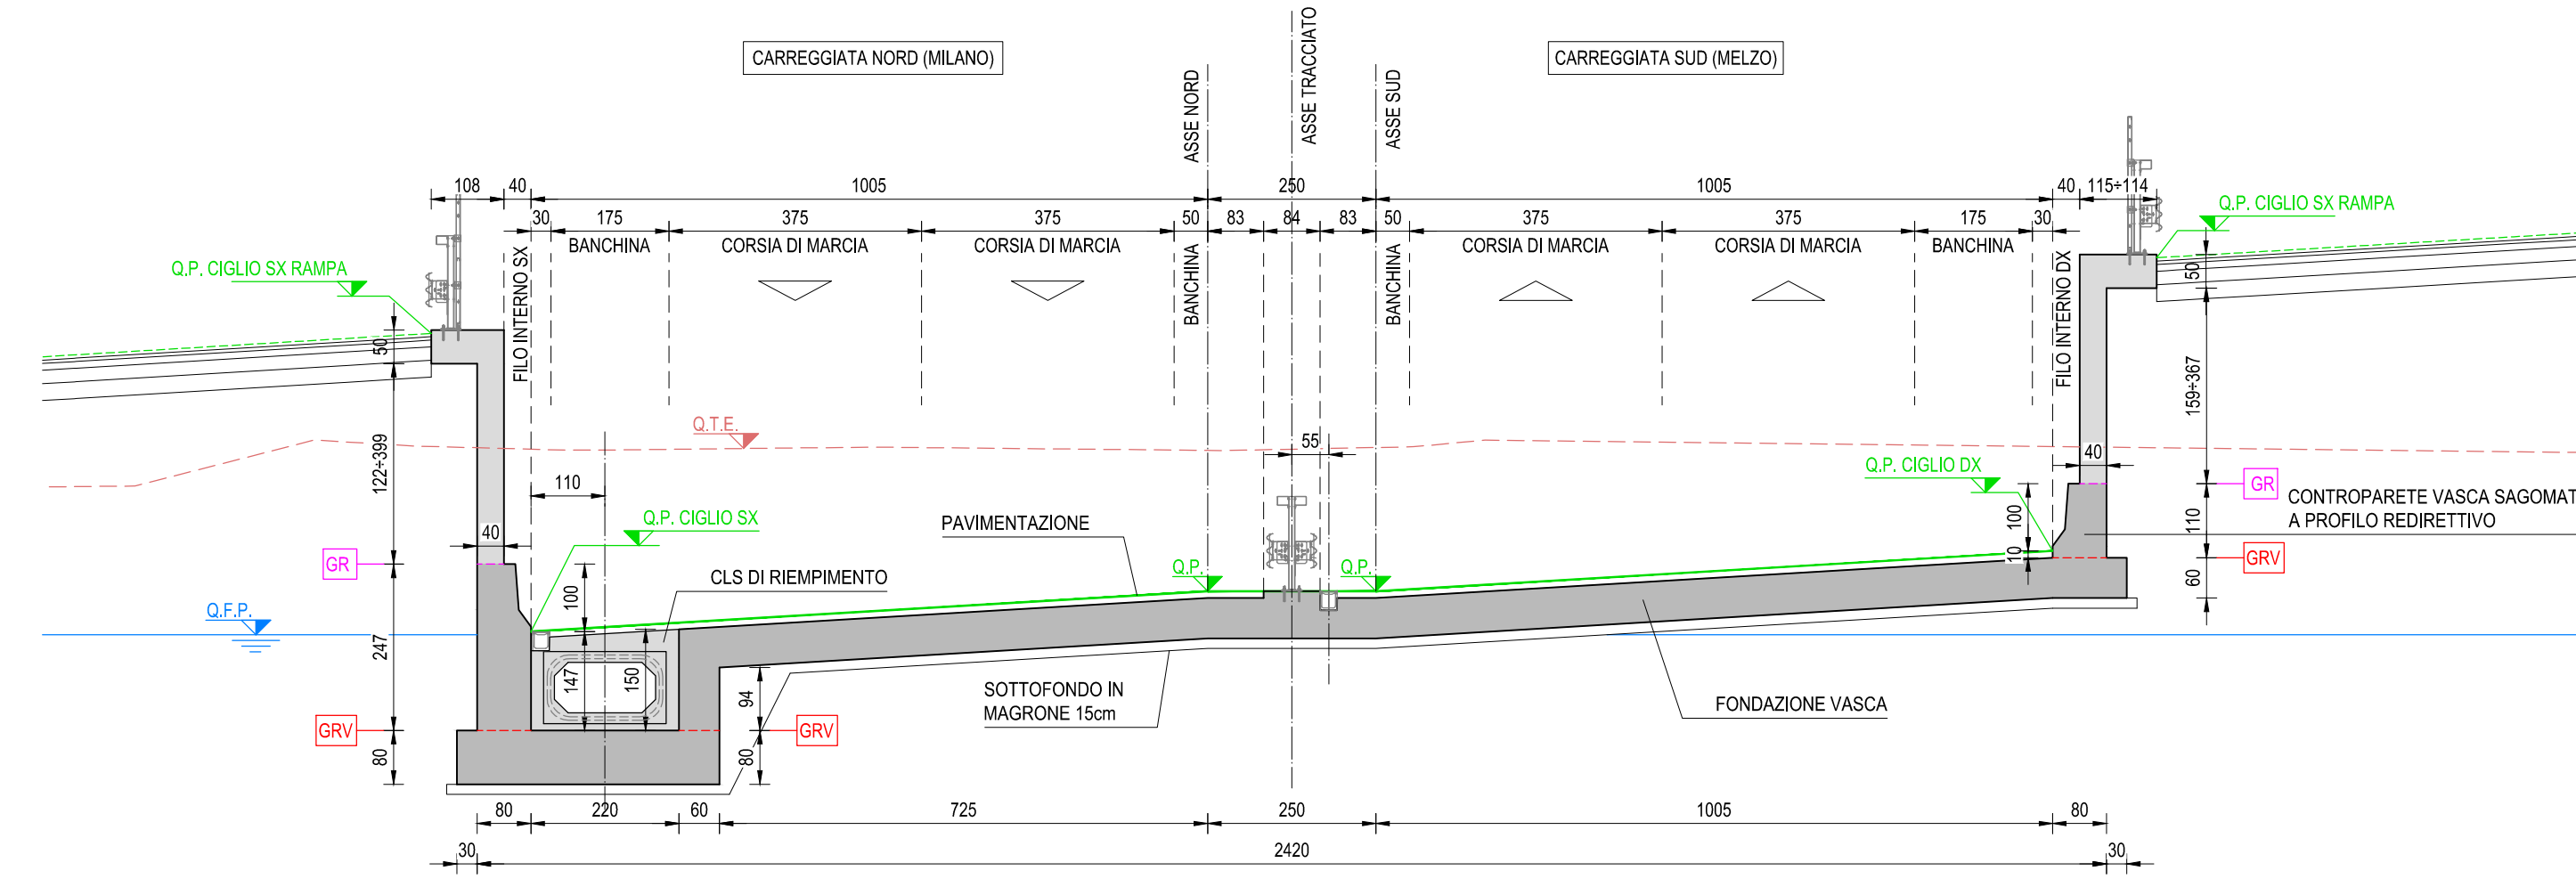 CARREGGIATA NORD (MILANO)
CARREGGIATA SUD (MELZO)
ASSE NORD
ASSE TRACCIATO
ASSE SUD
108 40 1005 250 1005 40 115÷114
30 175 375 375 50 83 84 83 50 375 375 175 30
BANCHINA CORSIA DI MARCIA CORSIA DI MARCIA BANCHINA BANCHINA CORSIA DI MARCIA CORSIA DI MARCIA BANCHINA
FILO INTERNO SX
FILO INTERNO DX
Q.P. CIGLIO SX RAMPA
Q.P. CIGLIO SX RAMPA
50
50
122÷399
159÷367
Q.T.E.
55
110
40
40
Q.P. CIGLIO SX
Q.P. CIGLIO DX
PAVIMENTAZIONE
GR
GR
CONTROPARETE VASCA SAGOMAT
A PROFILO REDIRETTIVO
100
10
110
GRV
60
CLS DI RIEMPIMENTO
Q.P.
Q.P.
Q.F.P.
100
247
147
150
94
SOTTOFONDO IN
MAGRONE 15cm
FONDAZIONE VASCA
GRV
GRV
80
80
80 220 60 725 250 1005 80
30 2420 30